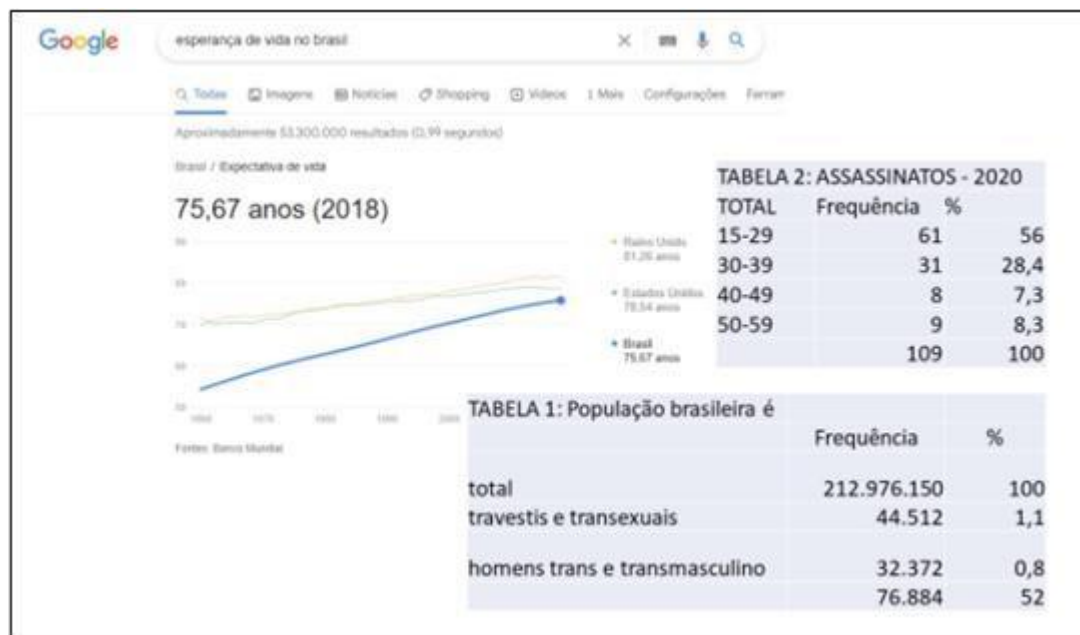 Google
esperança de vida no brasil
Todas Imagens Notícias Shopping Vídeos 1 Mais Configurações Ferram
Aproximadamente 53.300.000 resultados (0,99 segundos)
Brasil / Expectativa de vida
75,67 anos (2018)
Reino Unido
81,26 anos
Estados Unidos
78,54 anos
Brasil
75,67 anos
Fontes: Banco Mundial
TABELA 2: ASSASSINATOS - 2020
TOTAL Frequência %
15-29 61 56
30-39 31 28,4
40-49 8 7,3
50-59 9 8,3
109 100
TABELA 1: População brasileira é
Frequência %
total 212.976.150 100
travestis e transexuais 44.512 1,1
homens trans e transmasculino 32.372 0,8
76.884 52